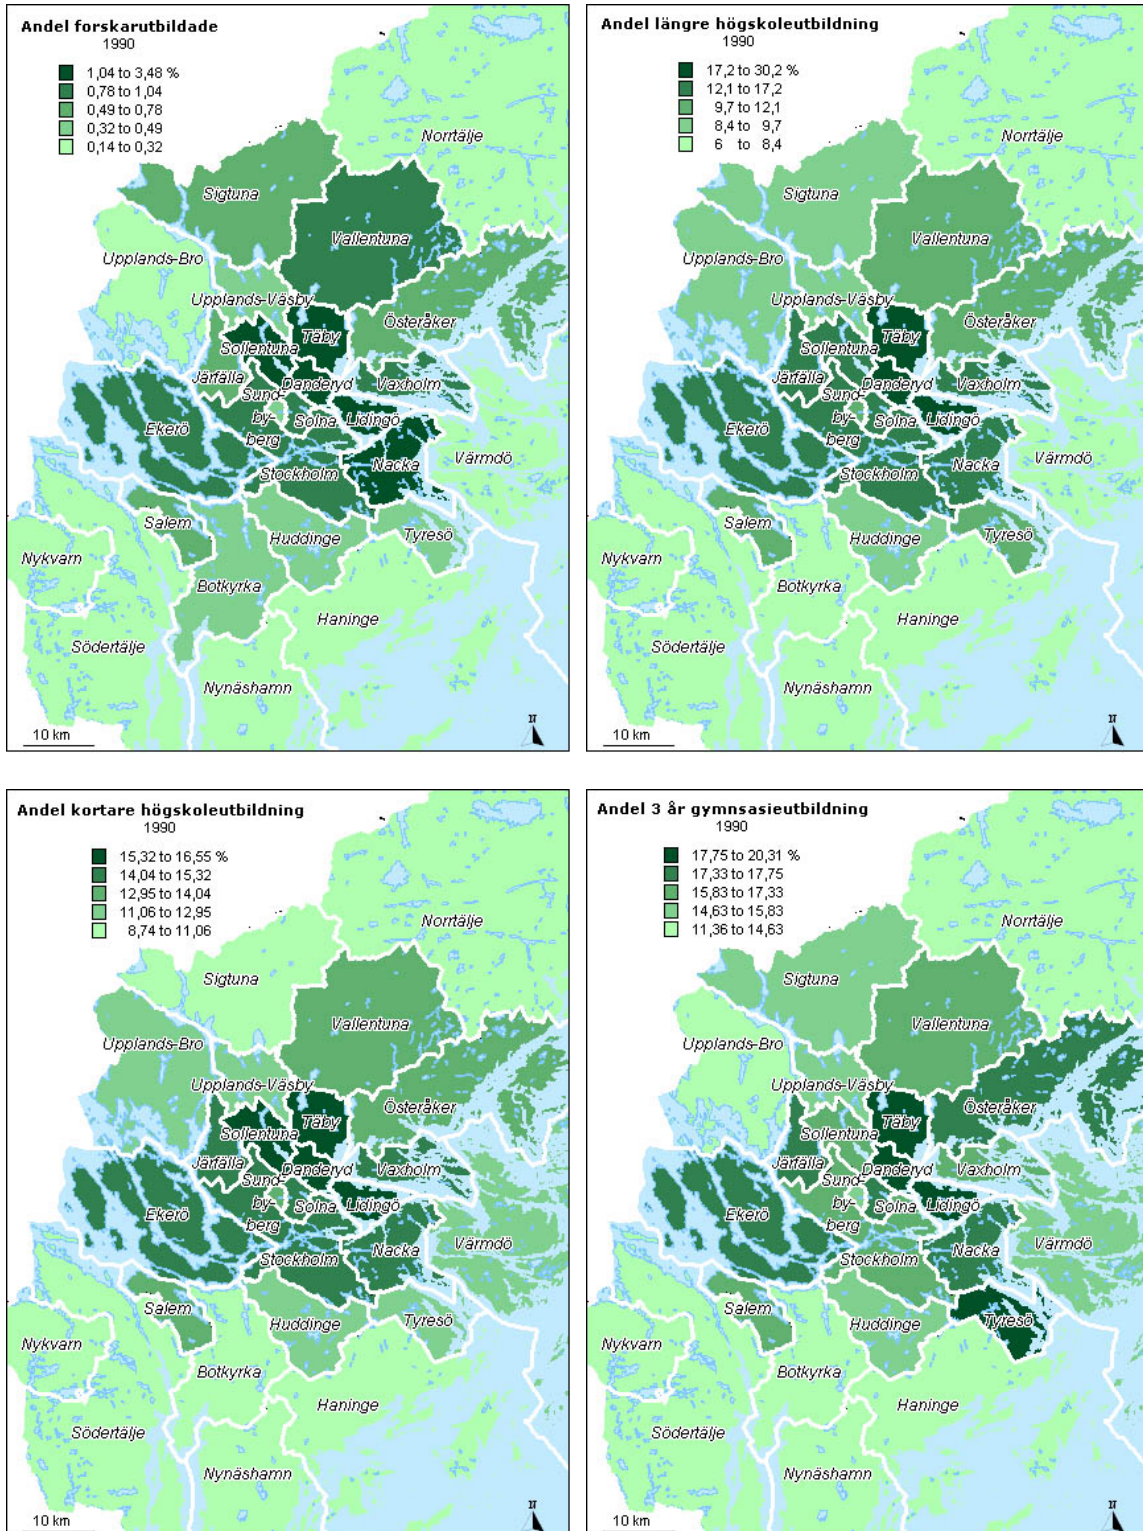 Andel forskarutbildade
1990
1,04 to 3,48 %
0,78 to 1,04
0,49 to 0,78
0,32 to 0,49
0,14 to 0,32
Norrtälje
Sigtuna
Vallentuna
Upplands-Bro
Upplands-Väsby
Österåker
Täby
Sollentuna
Järfälla
Danderyd
Vaxholm
Sund-
by-
berg
Solna
Lidingö
Ekerö
Värmdö
Nacka
Stockholm
Salem
Huddinge
Tyresö
Nykvarn
Botkyrka
Haninge
Södertälje
Nynäshamn
10 km
N
Andel längre högskoleutbildning
1990
17,2 to 30,2 %
12,1 to 17,2
9,7 to 12,1
8,4 to 9,7
6 to 8,4
Norrtälje
Sigtuna
Vallentuna
Upplands-Bro
Upplands-Väsby
Österåker
Täby
Sollentuna
Järfälla
Danderyd
Vaxholm
Sund-
by-
berg
Solna
Lidingö
Ekerö
Värmdö
Nacka
Stockholm
Salem
Huddinge
Tyresö
Nykvarn
Botkyrka
Haninge
Södertälje
Nynäshamn
10 km
N
Andel kortare högskoleutbildning
1990
15,32 to 16,55 %
14,04 to 15,32
12,95 to 14,04
11,06 to 12,95
8,74 to 11,06
Norrtälje
Sigtuna
Vallentuna
Upplands-Bro
Upplands-Väsby
Österåker
Täby
Sollentuna
Järfälla
Danderyd
Vaxholm
Sund-
by-
berg
Solna
Lidingö
Ekerö
Värmdö
Nacka
Stockholm
Salem
Huddinge
Tyresö
Nykvarn
Botkyrka
Haninge
Södertälje
Nynäshamn
10 km
N
Andel 3 år gymnsasieutbildning
1990
17,75 to 20,31 %
17,33 to 17,75
15,83 to 17,33
14,63 to 15,83
11,36 to 14,63
Norrtälje
Sigtuna
Vallentuna
Upplands-Bro
Upplands-Väsby
Österåker
Täby
Sollentuna
Järfälla
Danderyd
Vaxholm
Sund-
by-
berg
Solna
Lidingö
Ekerö
Värmdö
Nacka
Stockholm
Salem
Huddinge
Tyresö
Nykvarn
Botkyrka
Haninge
Södertälje
Nynäshamn
10 km
N